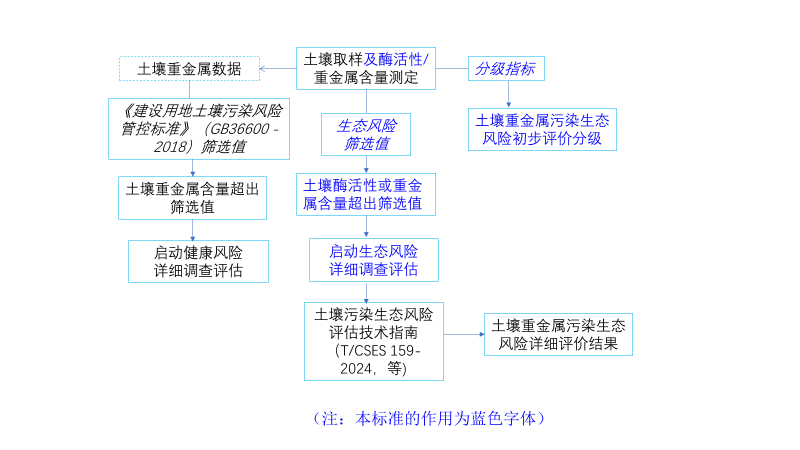 土壤重金属数据
土壤取样及酶活性/
重金属含量测定
分级指标
《建设用地土壤污染风险
管控标准》（GB36600 -
2018）筛选值
生态风险
筛选值
土壤重金属污染生态
风险初步评价分级
土壤重金属含量超出
筛选值
土壤酶活性或重金
属含量超出筛选值
启动健康风险
详细调查评估
启动生态风险
详细调查评估
土壤污染生态风险
评估技术指南
（T/CSES 159-
2024，等)
土壤重金属污染生态
风险详细评价结果
（注：本标准的作用为蓝色字体）